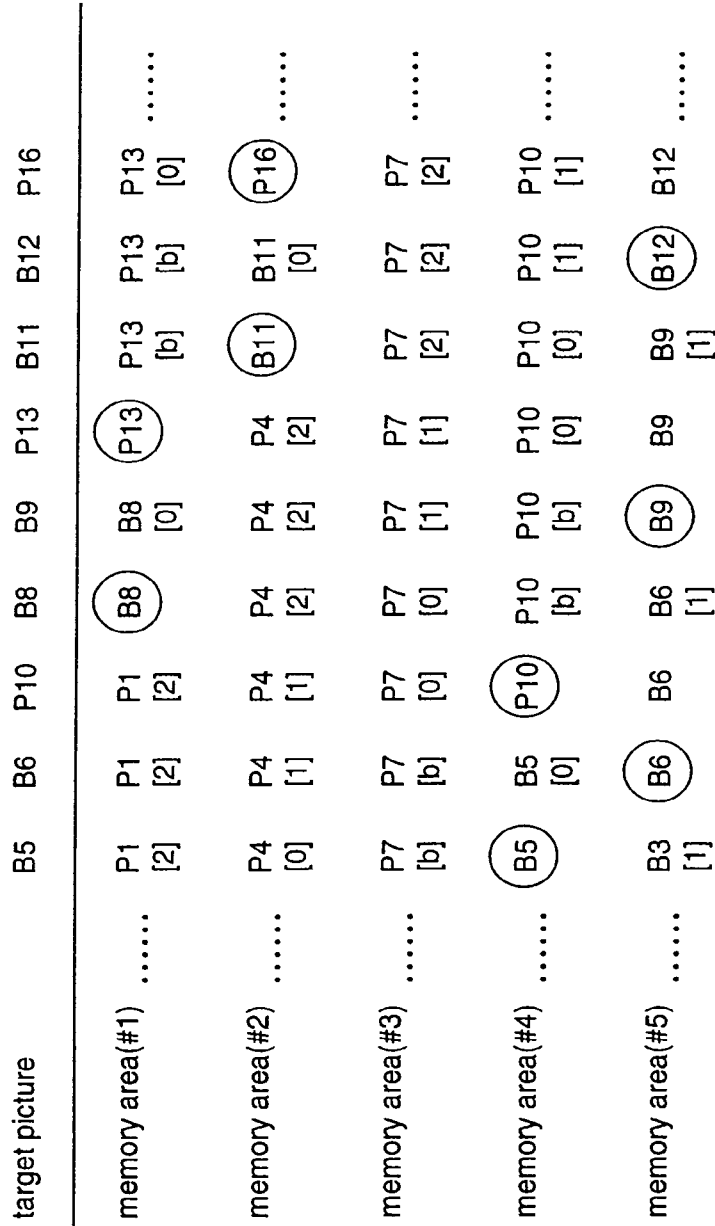 target picture B5 B6 P10 B8 B9 P13 B11 B12 P16
memory area(#1) ...... P1 P1 P1 B8 B8 P13 P13 P13 P13 ......
[2] [2] [2] [0] [b] [b] [0]
memory area(#2) ...... P4 P4 P4 P4 P4 P4 B11 B11 P16 ......
[0] [1] [1] [2] [2] [2] [0]
memory area(#3) ...... P7 P7 P7 P7 P7 P7 P7 P7 P7 ......
[b] [b] [0] [0] [1] [1] [2] [2] [2]
memory area(#4) ...... B5 B5 P10 P10 P10 P10 P10 P10 P10 ......
[0] [b] [b] [0] [0] [1] [1]
memory area(#5) ...... B3 B6 B6 B6 B9 B9 B9 B12 B12 ......
[1] [1] [1]